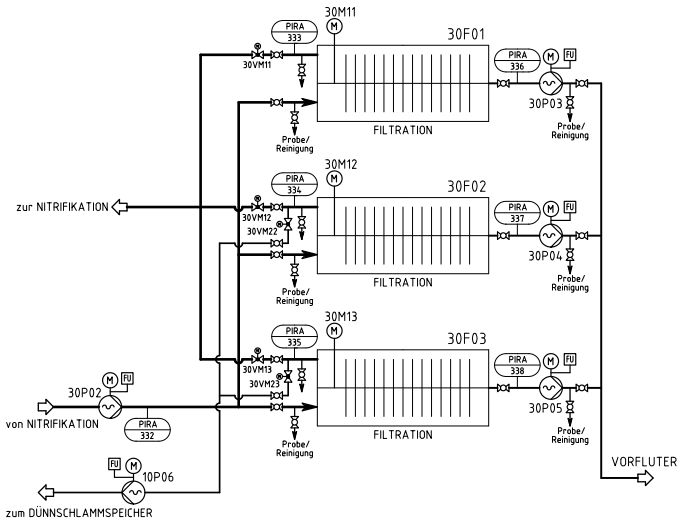 30M11
PIRA
333
M
30F01
30VM11
PIRA
336
M
FU
30P03
Probe/
Reinigung
FILTRATION
Probe/
Reinigung
30M12
PIRA
334
M
30F02
zur NITRIFIKATION
30VM12
30VM22
PIRA
337
M
FU
30P04
Probe/
Reinigung
FILTRATION
Probe/
Reinigung
30M13
PIRA
335
M
30F03
30VM13
30VM23
PIRA
338
M
FU
30P05
30P02
M
FU
von NITRIFIKATION
PIRA
332
Probe/
Reinigung
FILTRATION
Probe/
Reinigung
FU
M
10P06
VORFLUTER
zum DÜNNSCHLAMMSPEICHER